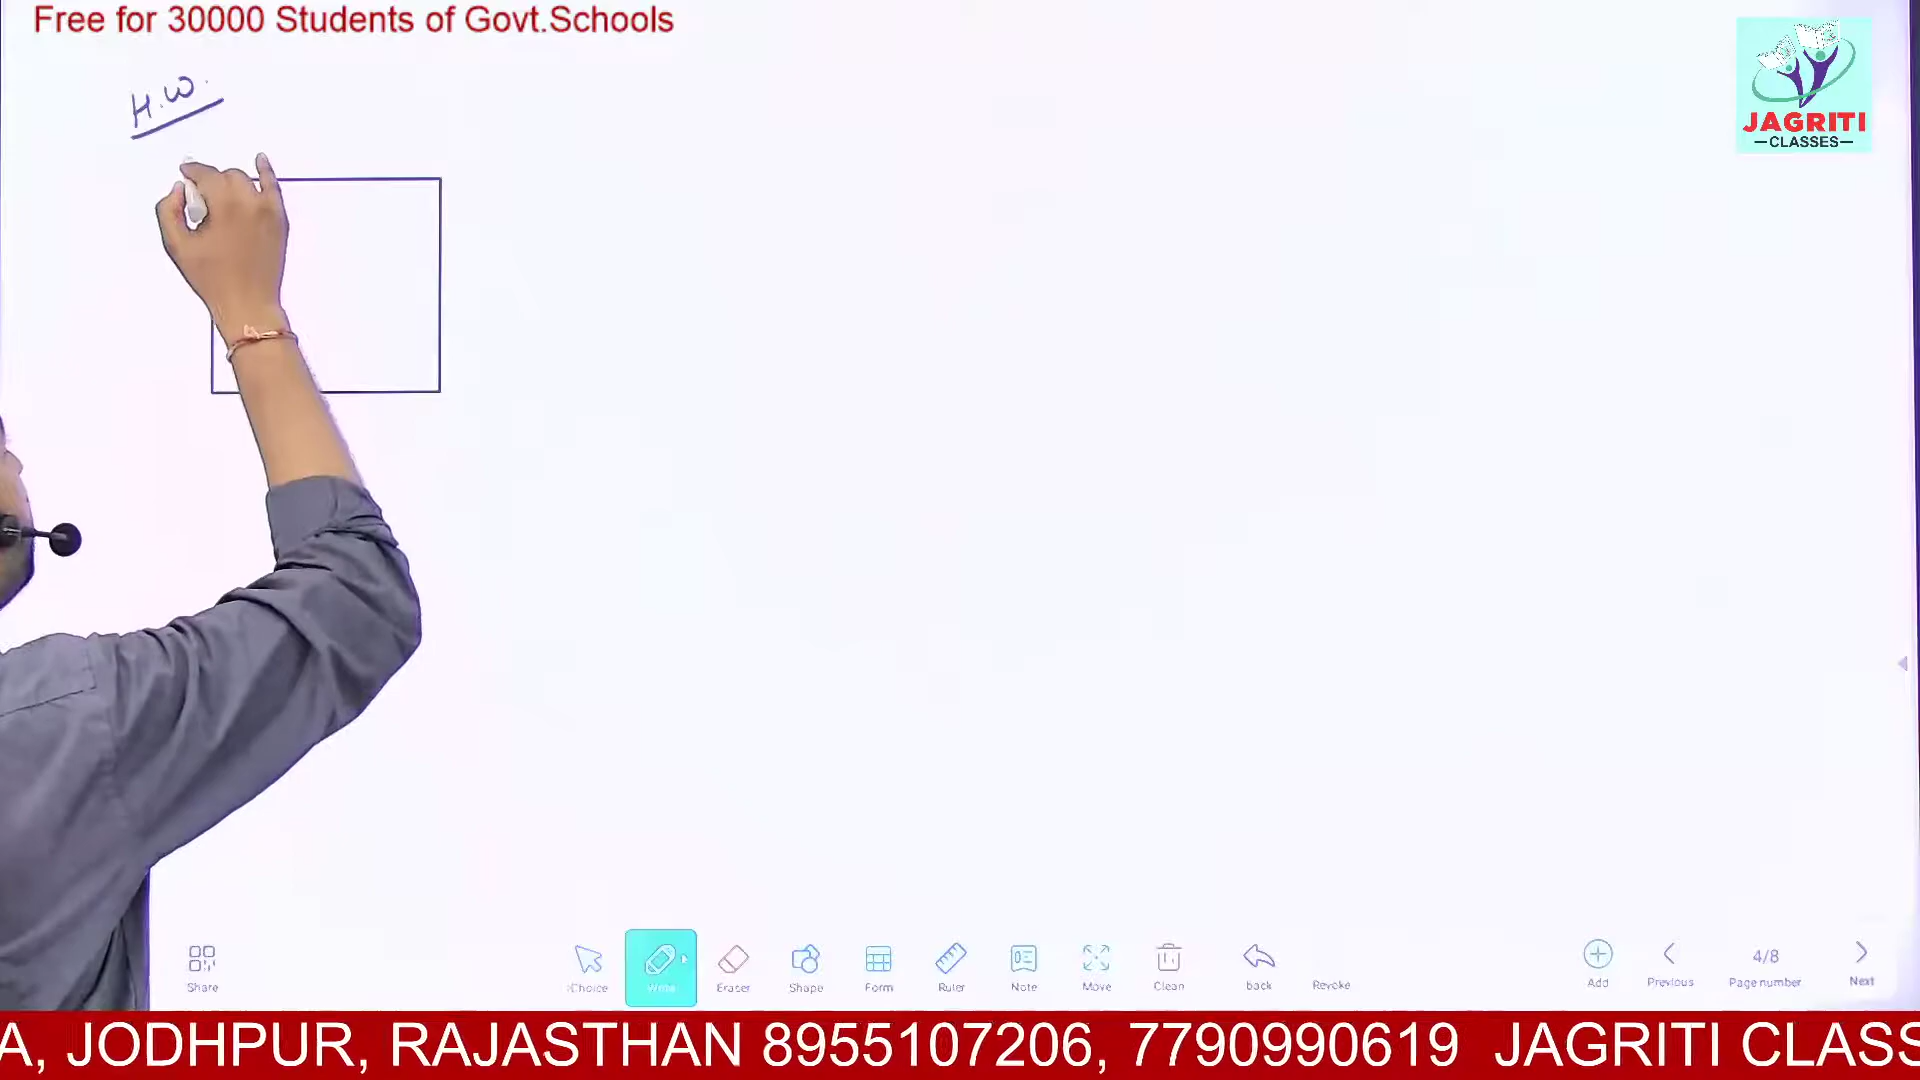 Free for 30000 Students of Govt.Schools
H.W.
JAGRITI
CLASSES
Share
Choice
Write
Eraser
Shape
Form
Ruler
Note
Move
Clean
back
Revoke
Add
Previous
4/8
Page number
Next
A, JODHPUR, RAJASTHAN 8955107206, 7790990619 JAGRITI CLASS